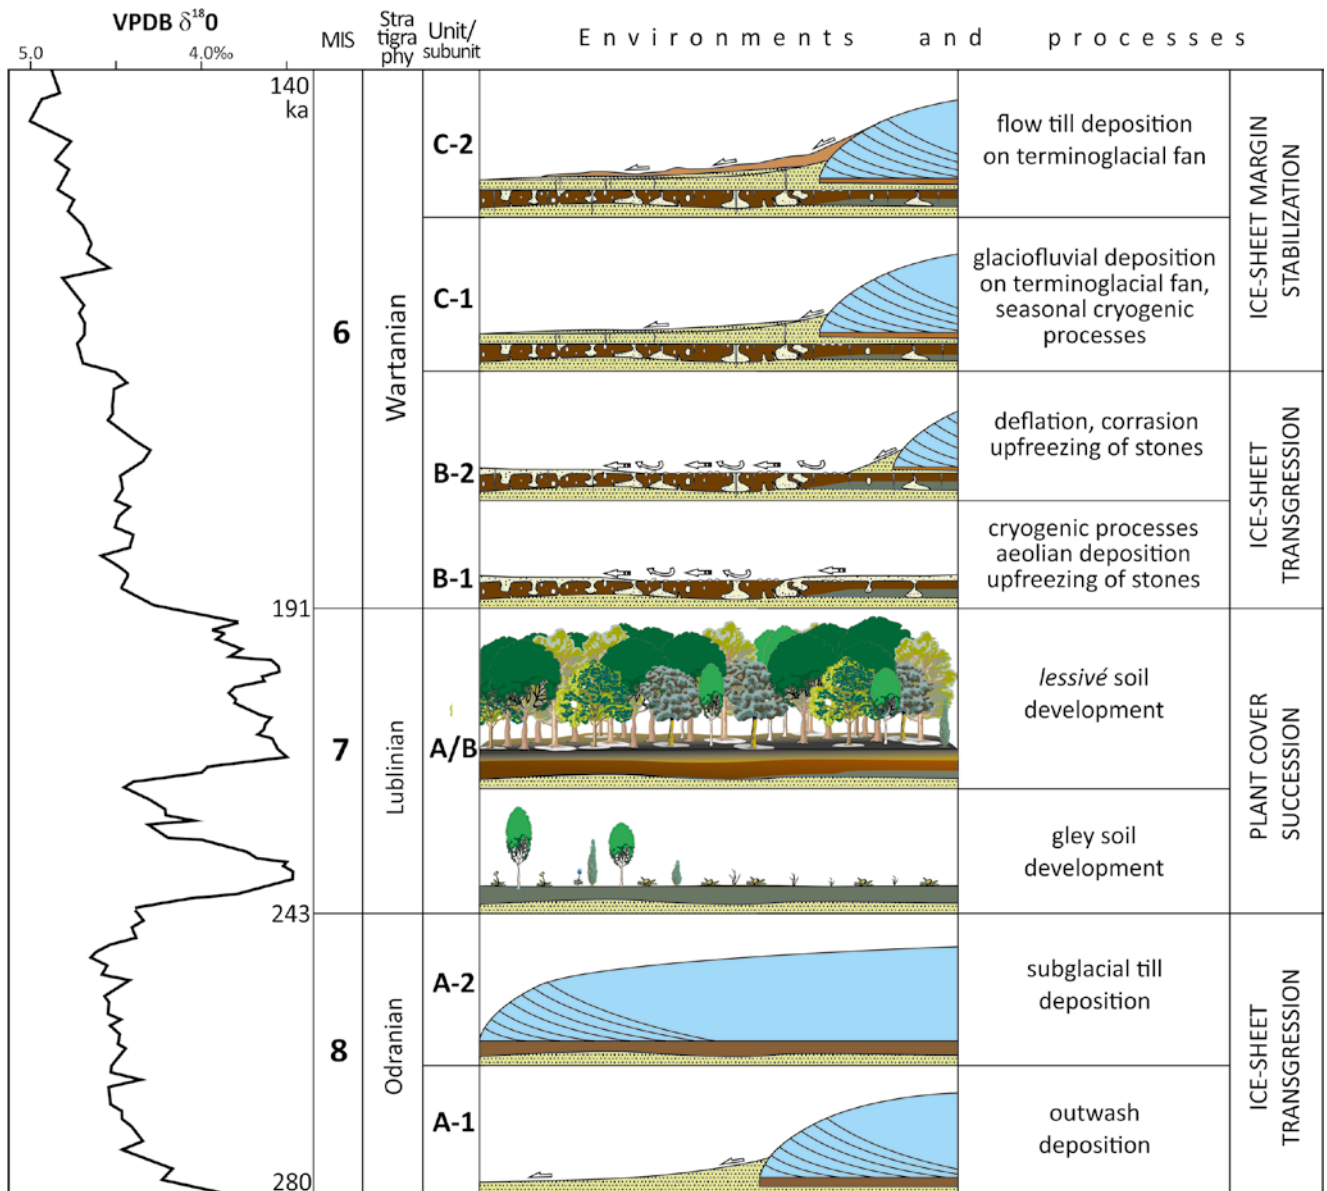 VPDB δ¹⁸O
5.0 4.0‰
MIS
Stra
tigra
phy
Unit/
subunit
Environments and processes
140
ka
191
243
280
6
7
8
Wartanian
Lublinian
Odranian
C-2
flow till deposition
on terminoglacial fan
C-1
glaciofluvial deposition
on terminoglacial fan,
seasonal cryogenic
processes
ICE-SHEET MARGIN
STABILIZATION
B-2
deflation, corrasion
upfreezing of stones
B-1
cryogenic processes
aeolian deposition
upfreezing of stones
ICE-SHEET
TRANSGRESSION
A/B
lessivé soil
development
gley soil
development
PLANT COVER
SUCCESSION
A-2
subglacial till
deposition
A-1
outwash
deposition
ICE-SHEET
TRANSGRESSION